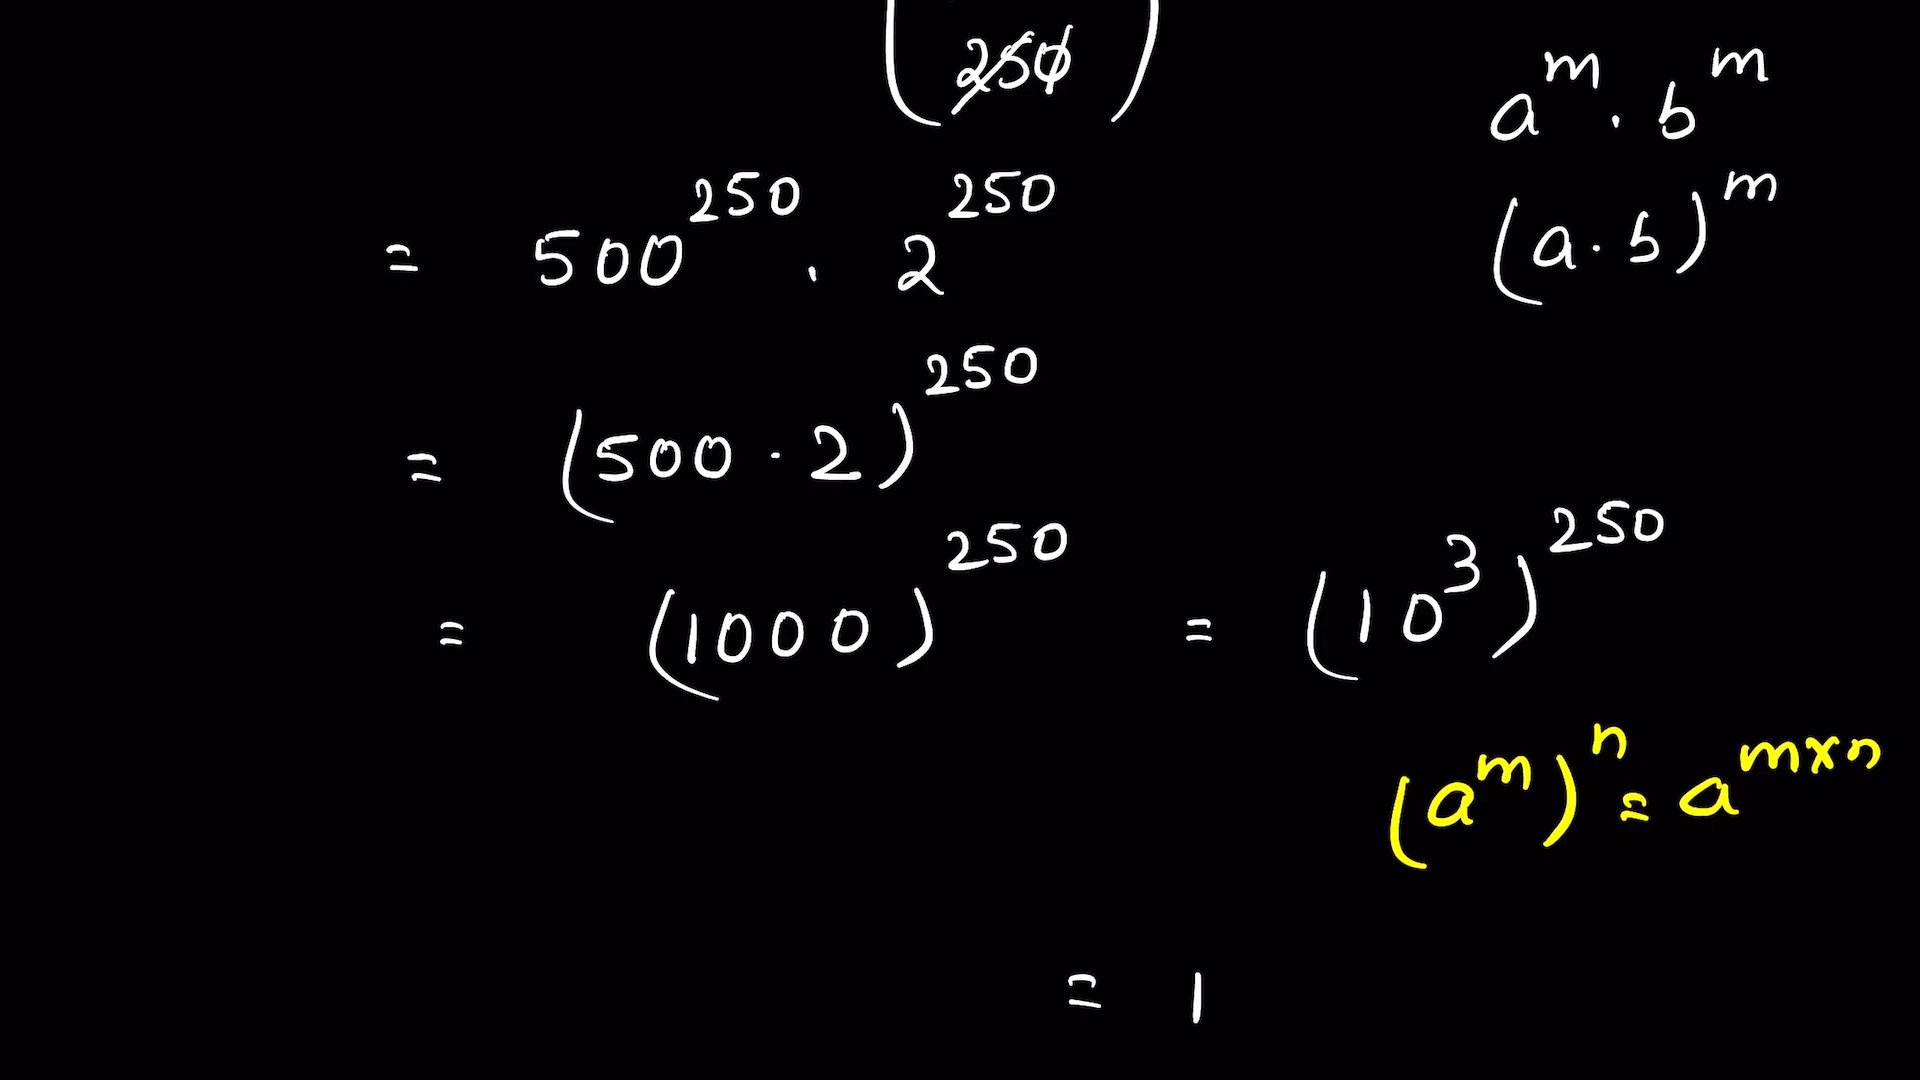 (250)
= 500^250 . 2^250
= (500 · 2)^250
= (1000)^250 = (10^3)^250
= 1
a^m . b^m
(a · b)^m
(a^m)^n = a^(m×n)